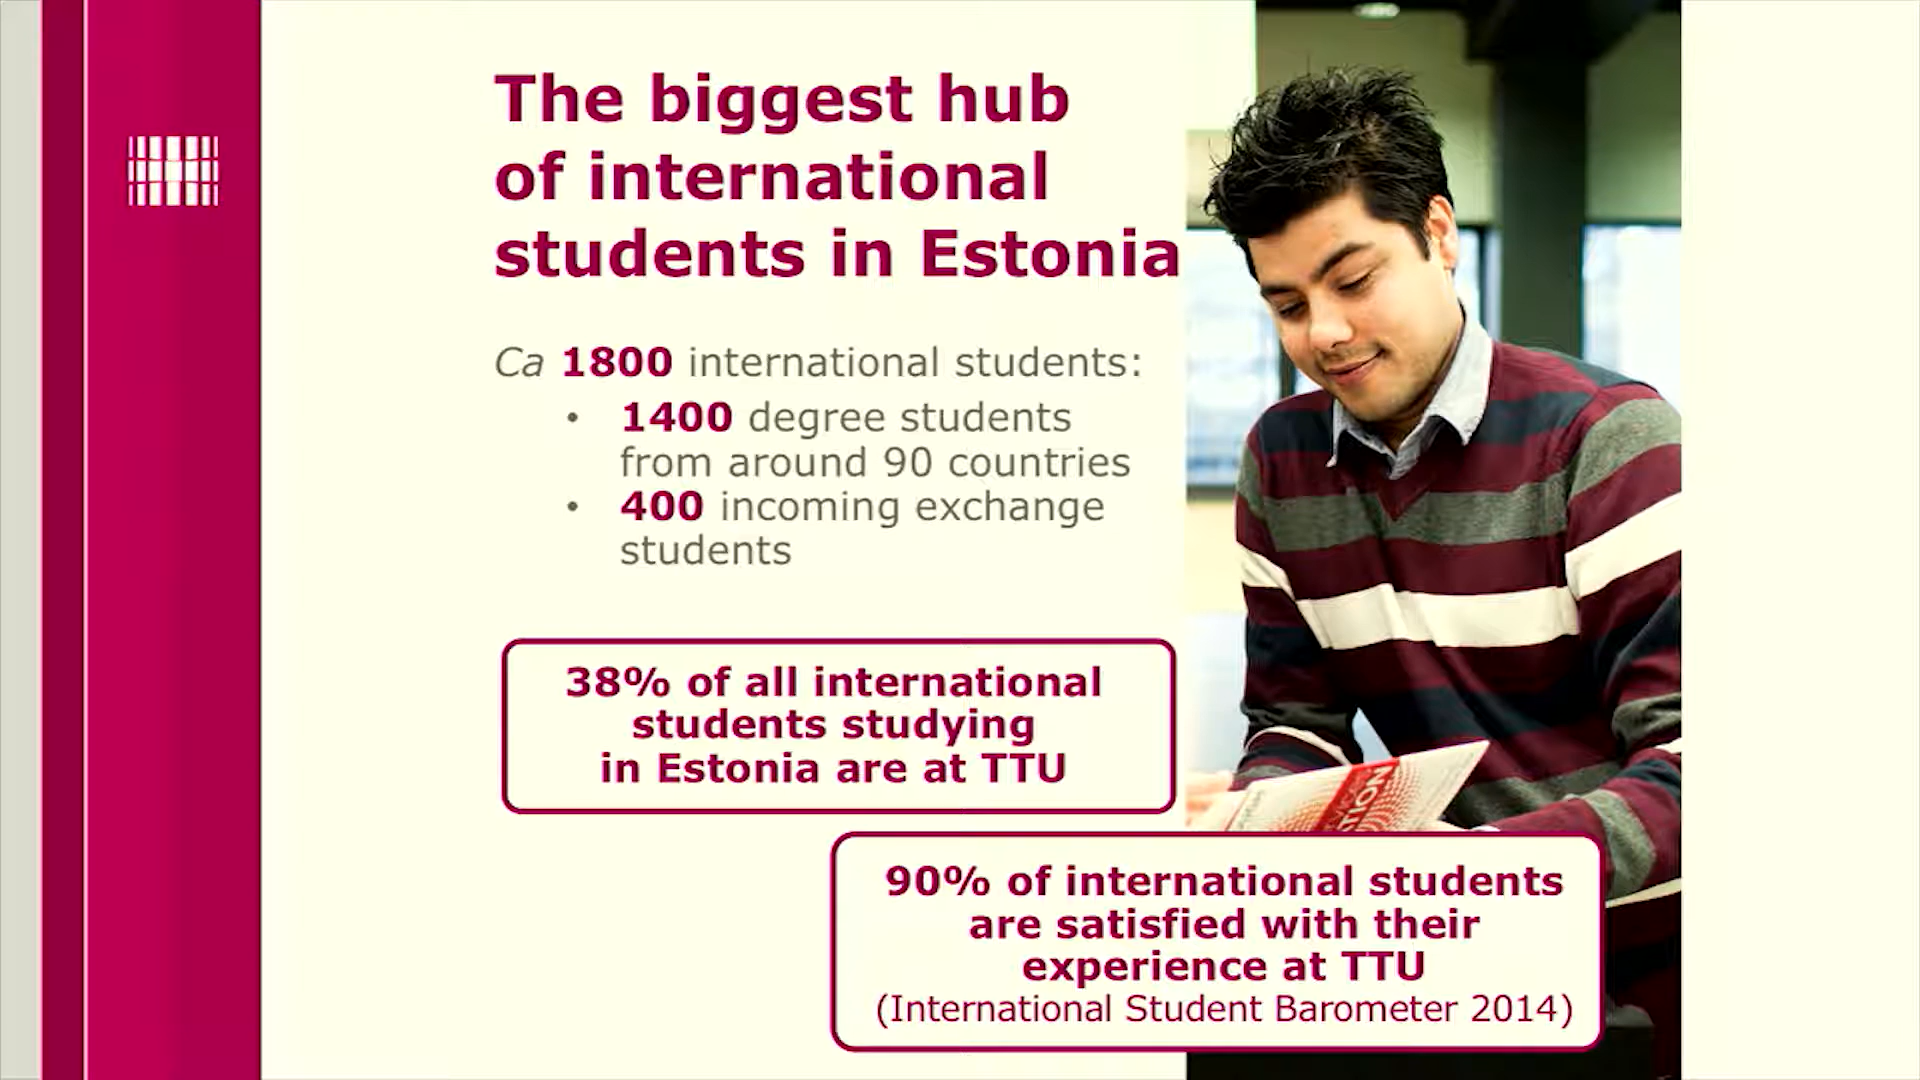 The biggest hub
of international
students in Estonia
Ca 1800 international students:
• 1400 degree students
from around 90 countries
• 400 incoming exchange
students
38% of all international
students studying
in Estonia are at TTU
90% of international students
are satisfied with their
experience at TTU
(International Student Barometer 2014)